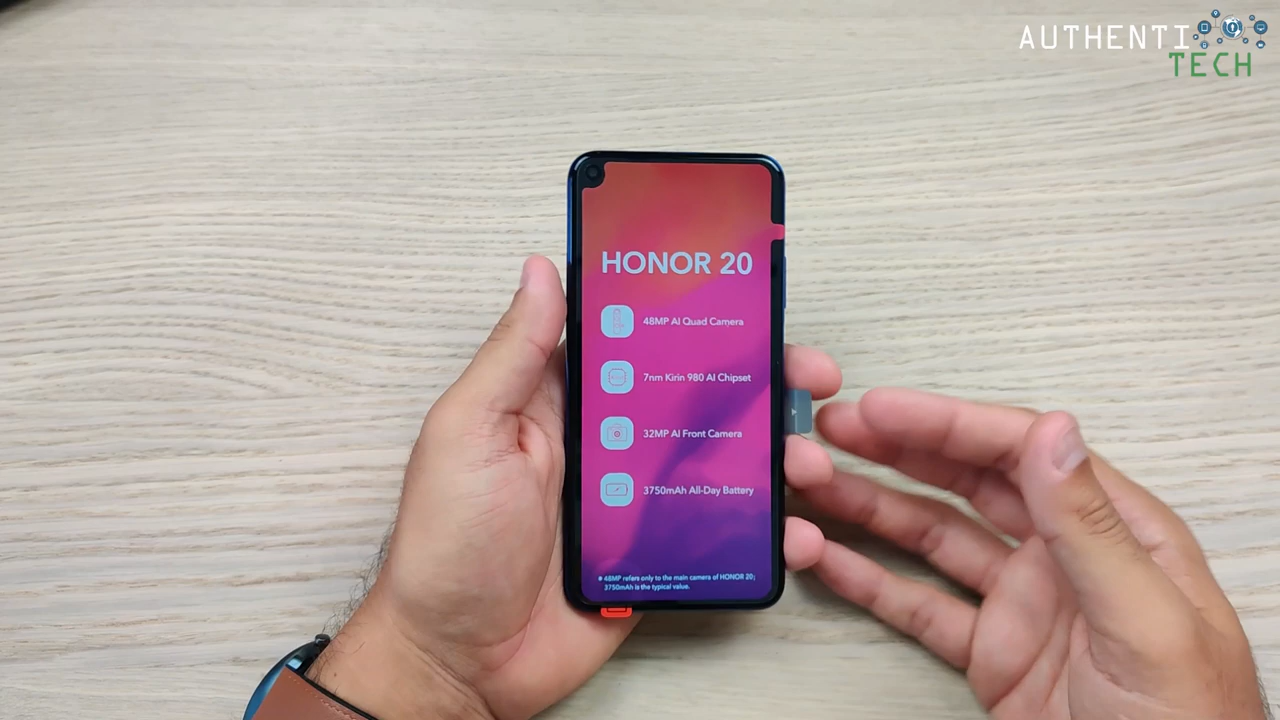 AUTHENTI
TECH
HONOR 20
48MP AI Quad Camera
7nm Kirin 980 AI Chipset
32MP AI Front Camera
3750mAh All-Day Battery
* 48MP refers only to the main camera of HONOR 20;
3750mAh is the typical value.